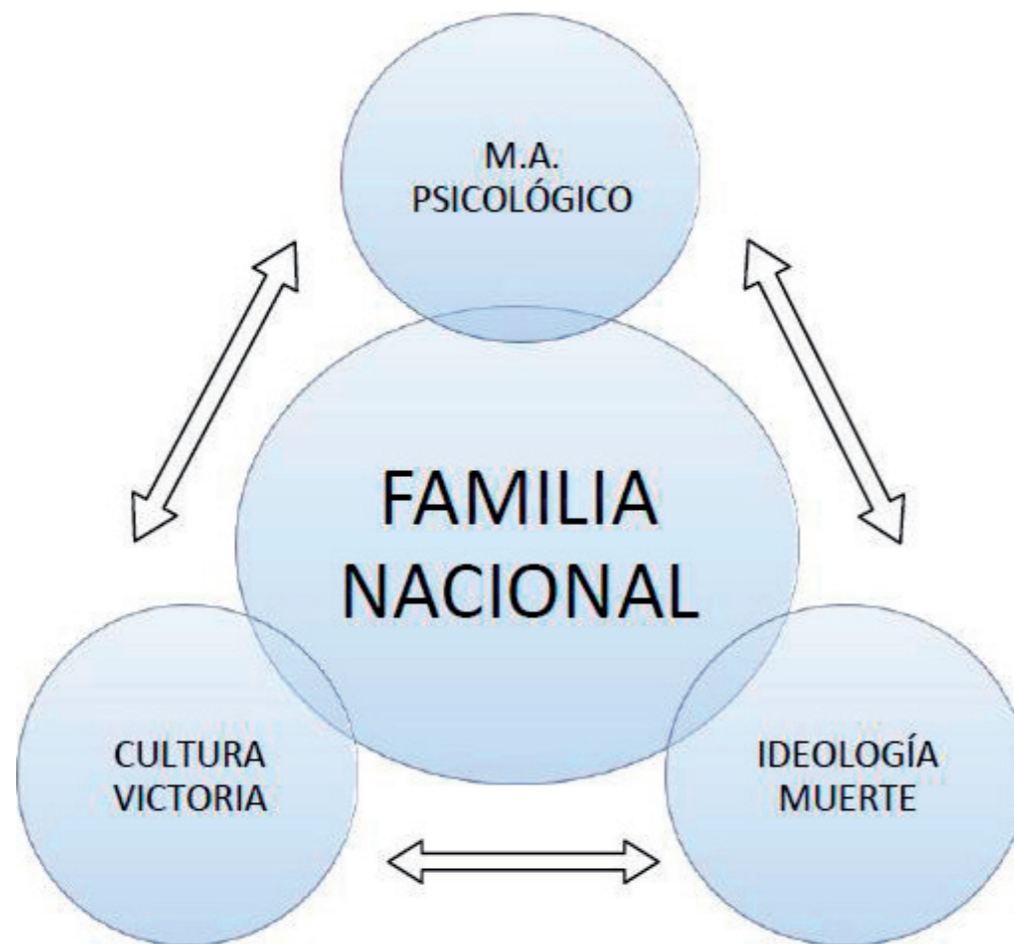 M.A.
PSICOLÓGICO
FAMILIA
NACIONAL
CULTURA
VICTORIA
IDEOLOGÍA
MUERTE